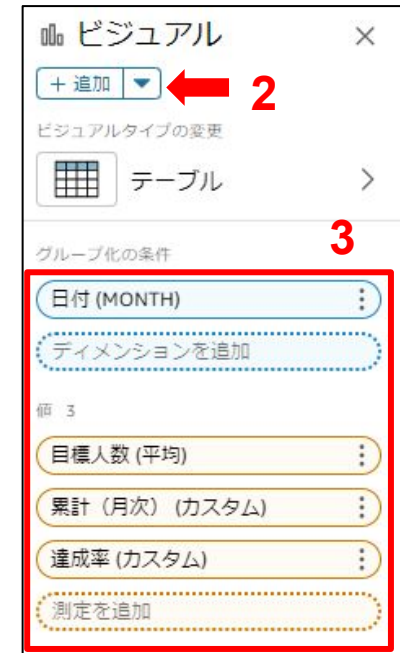 ビジュアル
+ 追加
2
ビジュアルタイプの変更
テーブル
3
グループ化の条件
日付 (MONTH)
ディメンションを追加
値 3
目標人数 (平均)
累計（月次） (カスタム)
達成率 (カスタム)
測定を追加